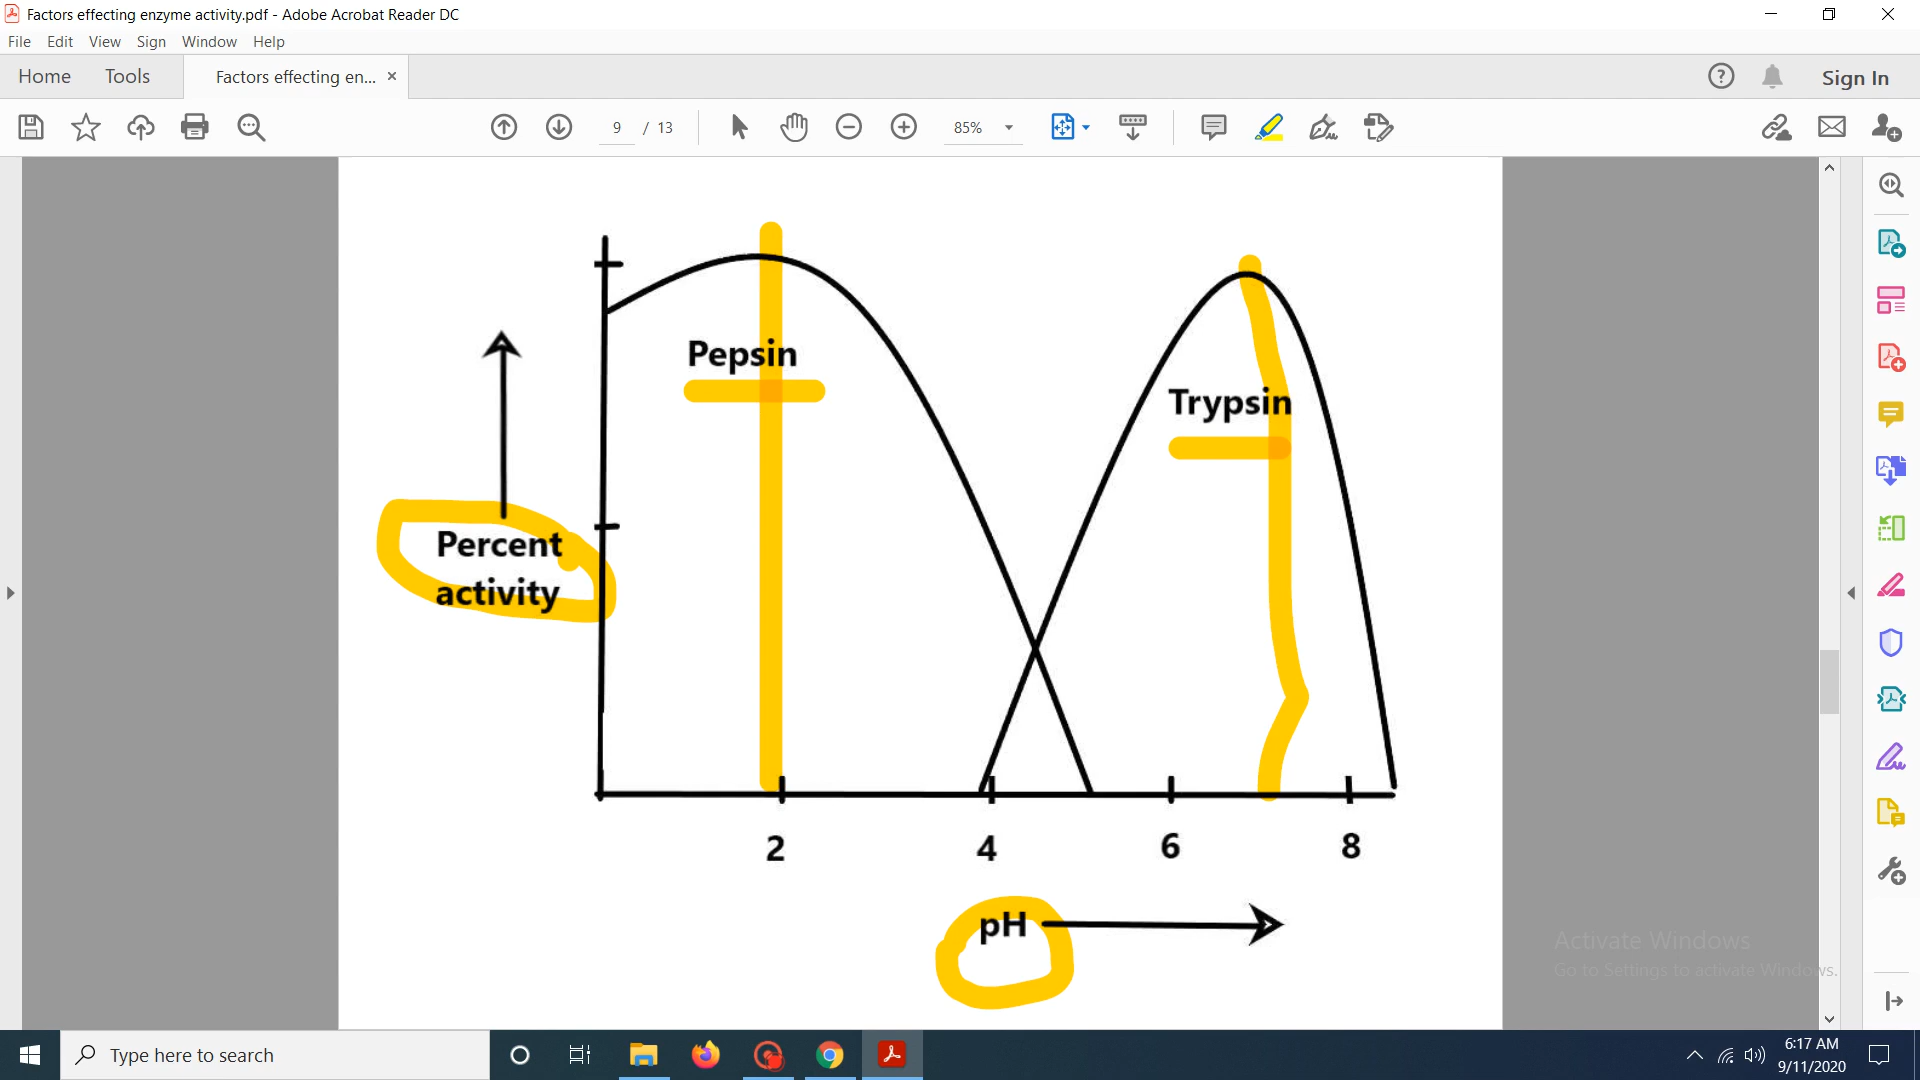 Factors effecting enzyme activity.pdf - Adobe Acrobat Reader DC
File Edit View Sign Window Help
Home Tools Factors effecting en... × Sign In
9 / 13 85%
Pepsin
Trypsin
Percent
activity
2 4 6 8
pH
Activate Windows
Go to Settings to activate Windows.
Type here to search
6:17 AM
9/11/2020